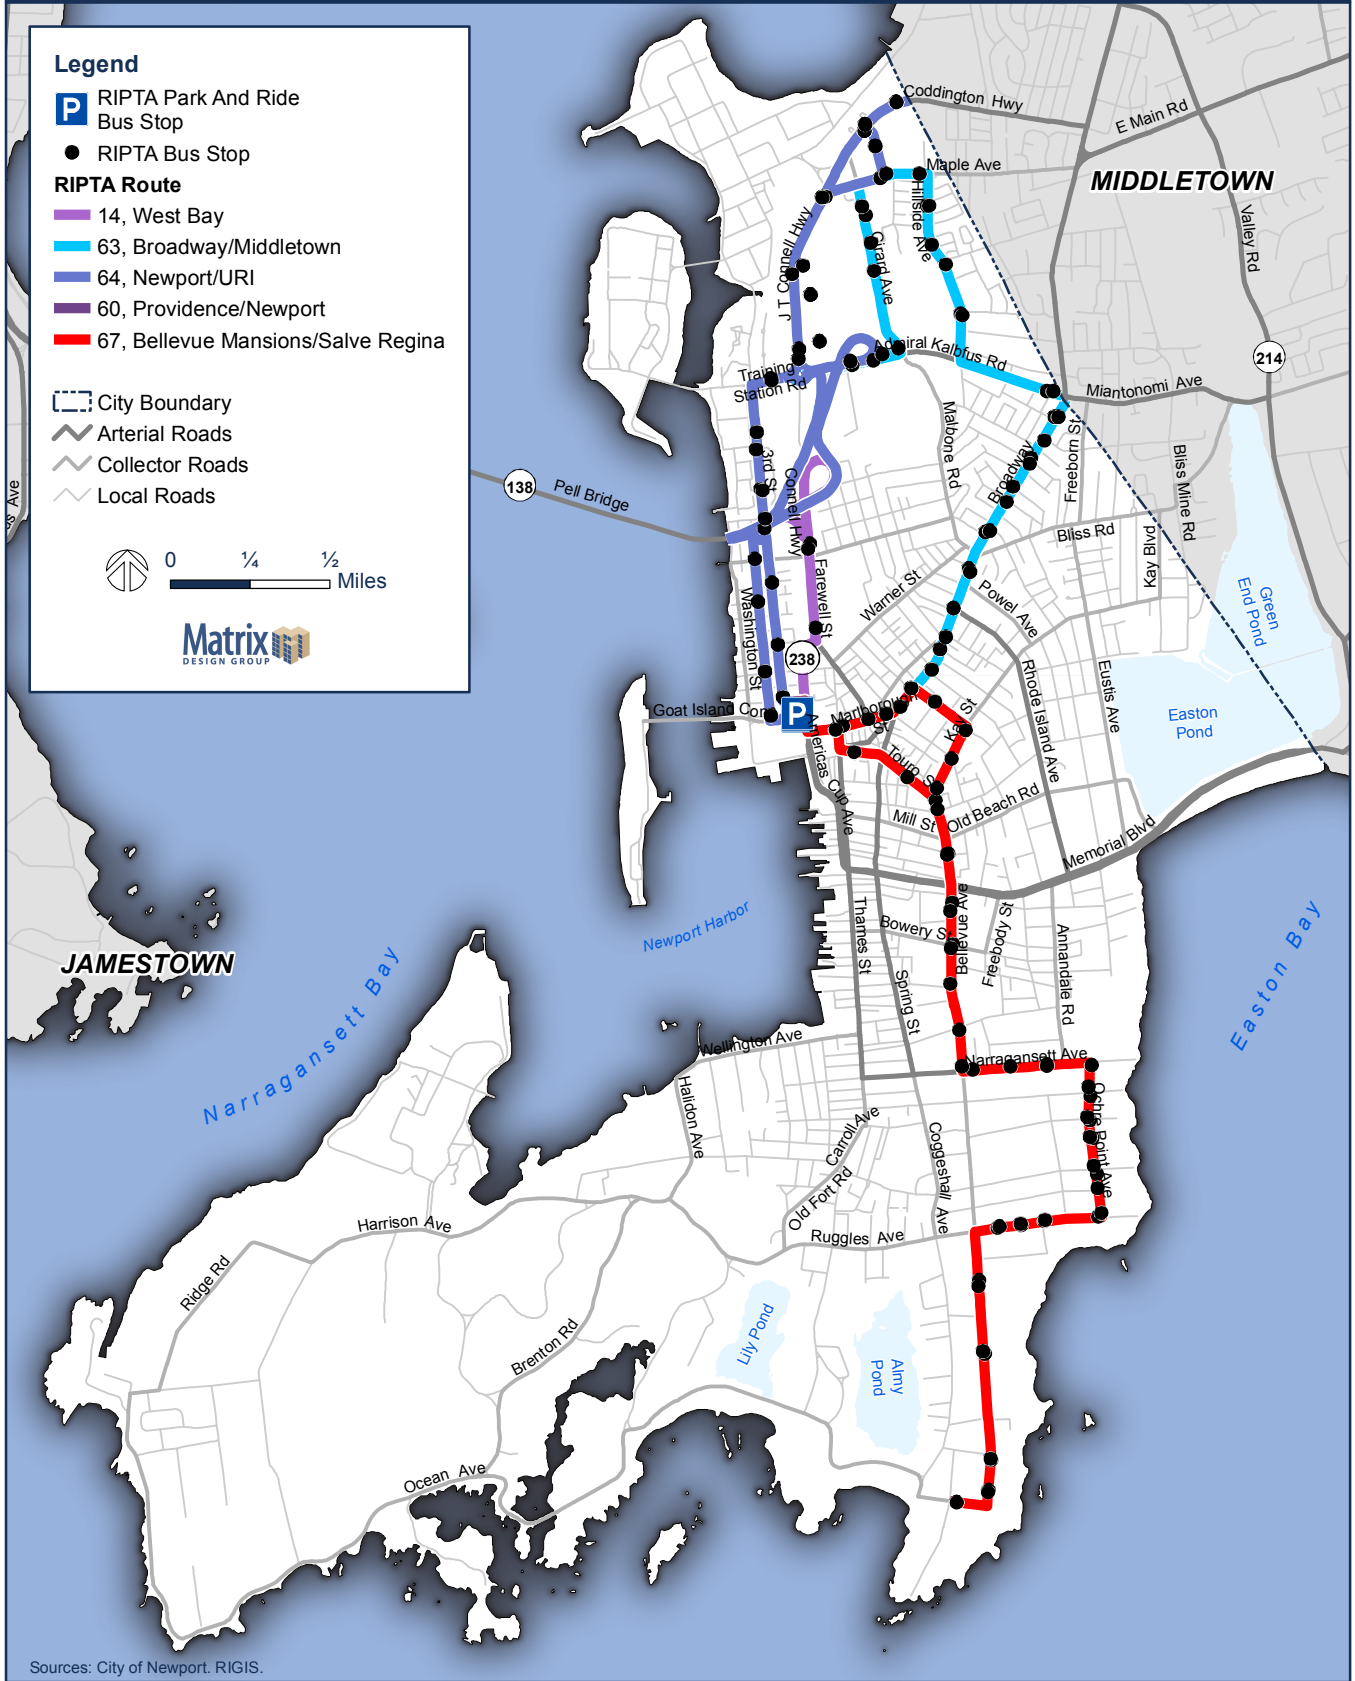 Legend
P
RIPTA Park And Ride
Bus Stop
RIPTA Bus Stop
RIPTA Route
14, West Bay
63, Broadway/Middletown
64, Newport/URI
60, Providence/Newport
67, Bellevue Mansions/Salve Regina
City Boundary
Arterial Roads
Collector Roads
Local Roads
0 ¼ ½
Miles
Matrix
DESIGN GROUP
Coddington Hwy
E Main Rd
Maple Ave
MIDDLETOWN
Hillside Ave
Valley Rd
J T Connell Hwy
Girard Ave
Admiral Kalbfus Rd
214
Training
Station Rd
Miantonomi Ave
Malbone Rd
Freeborn St
Broadway
Bliss Mine Rd
3rd St
Connell Hwy
138
Pell Bridge
Ave
Bliss Rd
Kay Blvd
Farewell St
Warner St
Powel Ave
Green
End Pond
Washington St
238
Rhode Island Ave
Eustis Ave
Goat Island Con
P
Marlborough
St
Kay St
Easton
Pond
Americas Cup Ave
Touro St
Mill St
Old Beach Rd
Memorial Blvd
Newport Harbor
Thames St
Bowery St
Bellevue Ave
Freebody St
Annandale Rd
Spring St
JAMESTOWN
Narragansett Bay
Easton Bay
Wellington Ave
Narragansett Ave
Halidon Ave
Ochre Point Ave
Carroll Ave
Coggeshall Ave
Old Fort Rd
Harrison Ave
Ruggles Ave
Ridge Rd
Brenton Rd
Lily Pond
Almy
Pond
Ocean Ave
Sources: City of Newport. RIGIS.